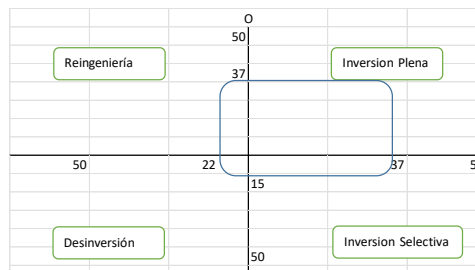 O
50
Reingeniería
Inversion Plena
37
50
22
37
15
Desinversión
Inversion Selectiva
50